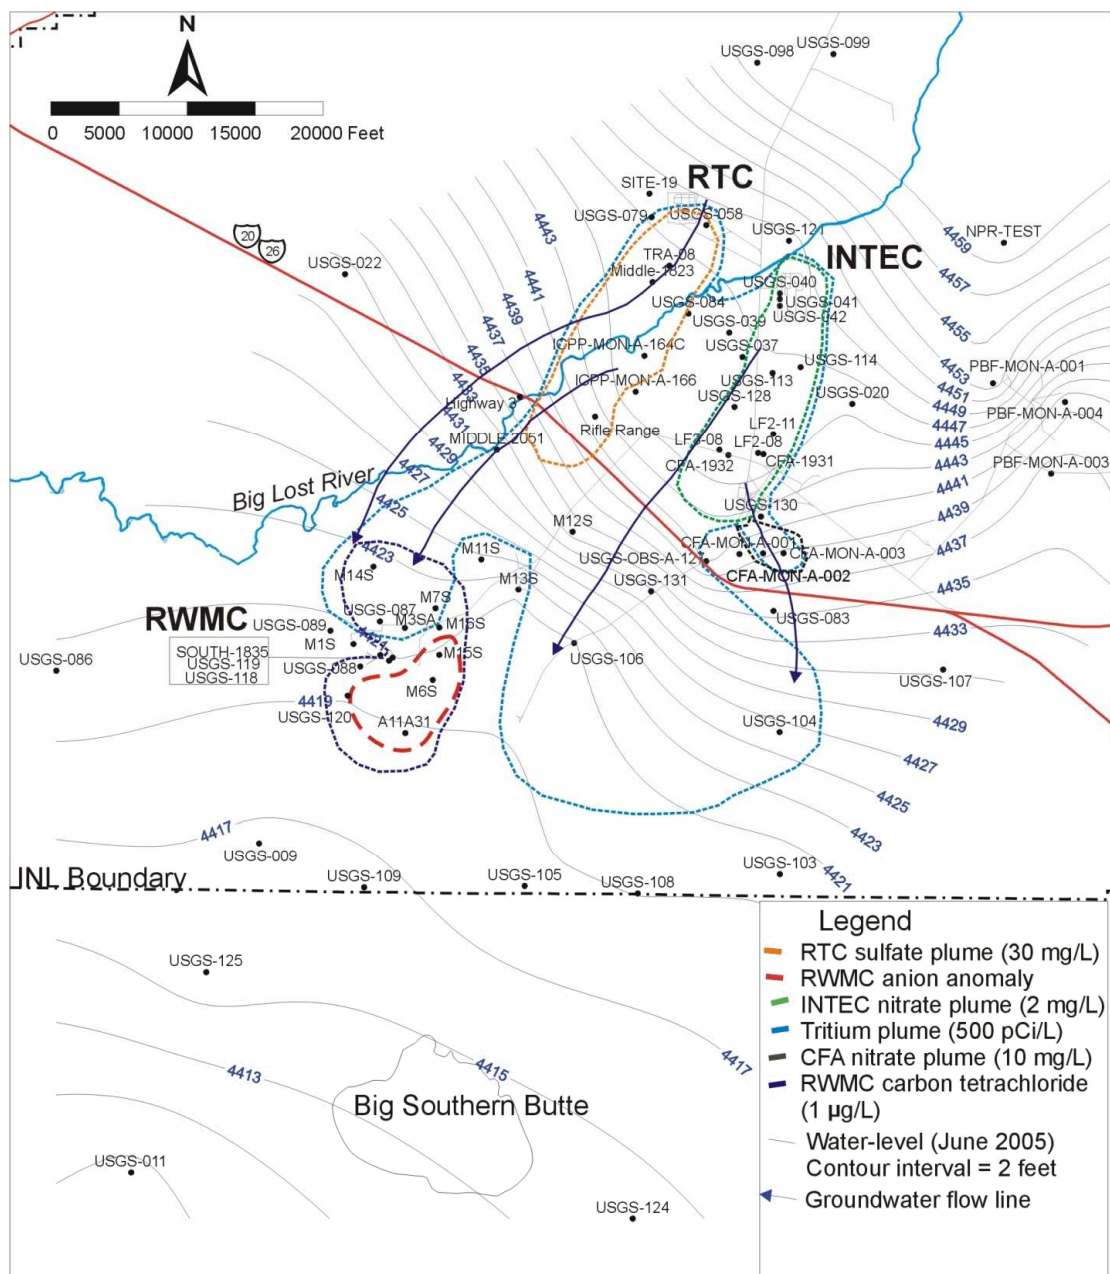 N
0 5000 10000 15000 20000 Feet
USGS-098
USGS-099
SITE-19
RTC
USGS-079
USGS-058
USGS-121
NPR-TEST
4459
4457
4443
20
26
USGS-022
TRA-08
Middle-1823
INTEC
USGS-040
USGS-041
USGS-042
4441
4439
4437
4435
4433
4431
4429
4427
4425
USGS-084
USGS-039
USGS-037
4455
ICPP-MON-A-164C
USGS-114
USGS-113
PBF-MON-A-001
4453
4451
4449
4447
4445
4443
4441
4439
4437
4435
4433
ICPP-MON-A-166
USGS-128
USGS-020
PBF-MON-A-004
Highway 3
Rifle Range
LF2-11
MIDDLE 2051
LF3-08
LF2-08
CFA-1932
CFA-1931
PBF-MON-A-003
Big Lost River
USGS-130
M12S
CFA-MON-A-001
CFA-MON-A-003
USGS-OBS-A-127
CFA-MON-A-002
4423
M11S
M14S
M13S
USGS-131
M7S
USGS-083
RWMC
USGS-087
USGS-089
M3SA
M16S
M1S
4421
SOUTH-1835
USGS-119
USGS-118
USGS-088
M15S
USGS-086
USGS-106
USGS-107
M6S
4419
USGS-120
A11A31
USGS-104
4429
4427
4425
4423
4421
4417
USGS-009
USGS-103
INL Boundary
USGS-109
USGS-105
USGS-108
USGS-125
4417
4415
4413
Big Southern Butte
USGS-011
USGS-124
Legend
RTC sulfate plume (30 mg/L)
RWMC anion anomaly
INTEC nitrate plume (2 mg/L)
Tritium plume (500 pCi/L)
CFA nitrate plume (10 mg/L)
RWMC carbon tetrachloride
(1 µg/L)
Water-level (June 2005)
Contour interval = 2 feet
Groundwater flow line